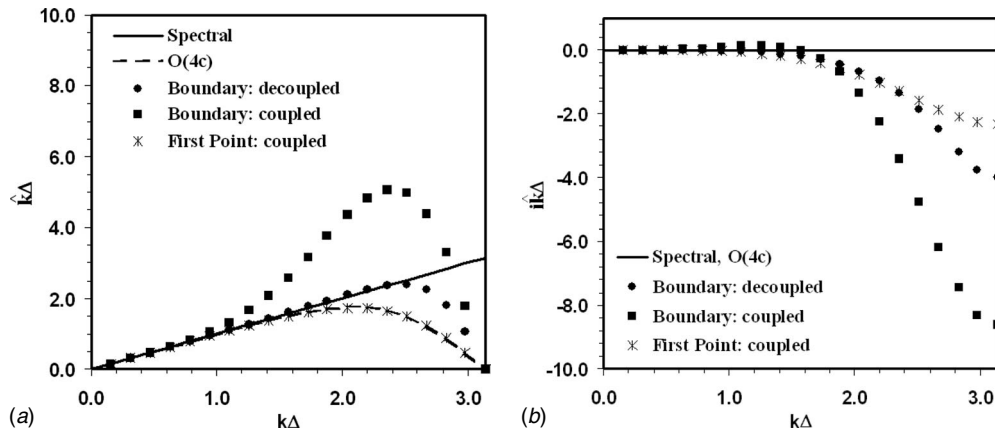 10.0
Spectral
O(4c)
8.0
Boundary: decoupled
Boundary: coupled
First Point: coupled
6.0
k̂Δ
4.0
2.0
0.0
0.0 1.0 2.0 3.0
kΔ
(a)
0.0
-2.0
ik̂Δ
-4.0
-6.0
Spectral, O(4c)
Boundary: decoupled
Boundary: coupled
-8.0
First Point: coupled
-10.0
0.0 1.0 2.0 3.0
kΔ
(b)